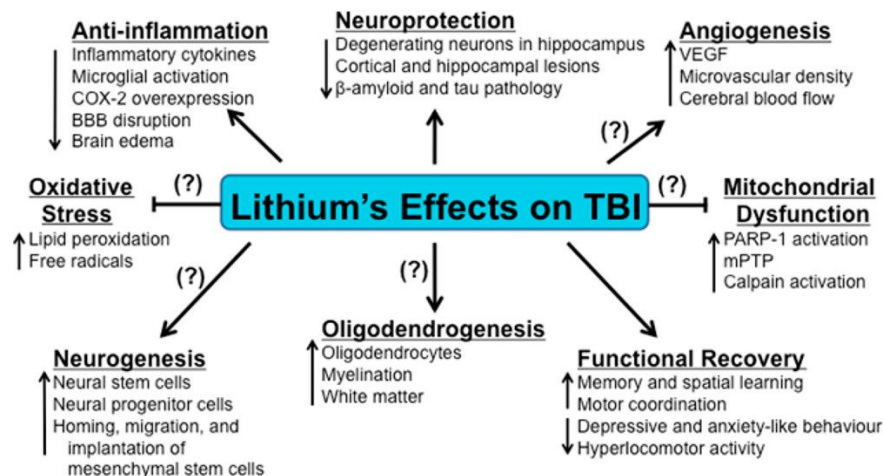 Anti-inflammation
Inflammatory cytokines
Microglial activation
COX-2 overexpression
BBB disruption
Brain edema
Neuroprotection
Degenerating neurons in hippocampus
Cortical and hippocampal lesions
β-amyloid and tau pathology
Angiogenesis
VEGF
Microvascular density
Cerebral blood flow
(?)
Oxidative
Stress
Lipid peroxidation
Free radicals
(?)
Lithium's Effects on TBI
(?)
Mitochondrial
Dysfunction
PARP-1 activation
mPTP
Calpain activation
(?)
Neurogenesis
Neural stem cells
Neural progenitor cells
Homing, migration, and
implantation of
mesenchymal stem cells
(?)
Oligodendrogenesis
Oligodendrocytes
Myelination
White matter
Functional Recovery
Memory and spatial learning
Motor coordination
Depressive and anxiety-like behaviour
Hyperlocomotor activity